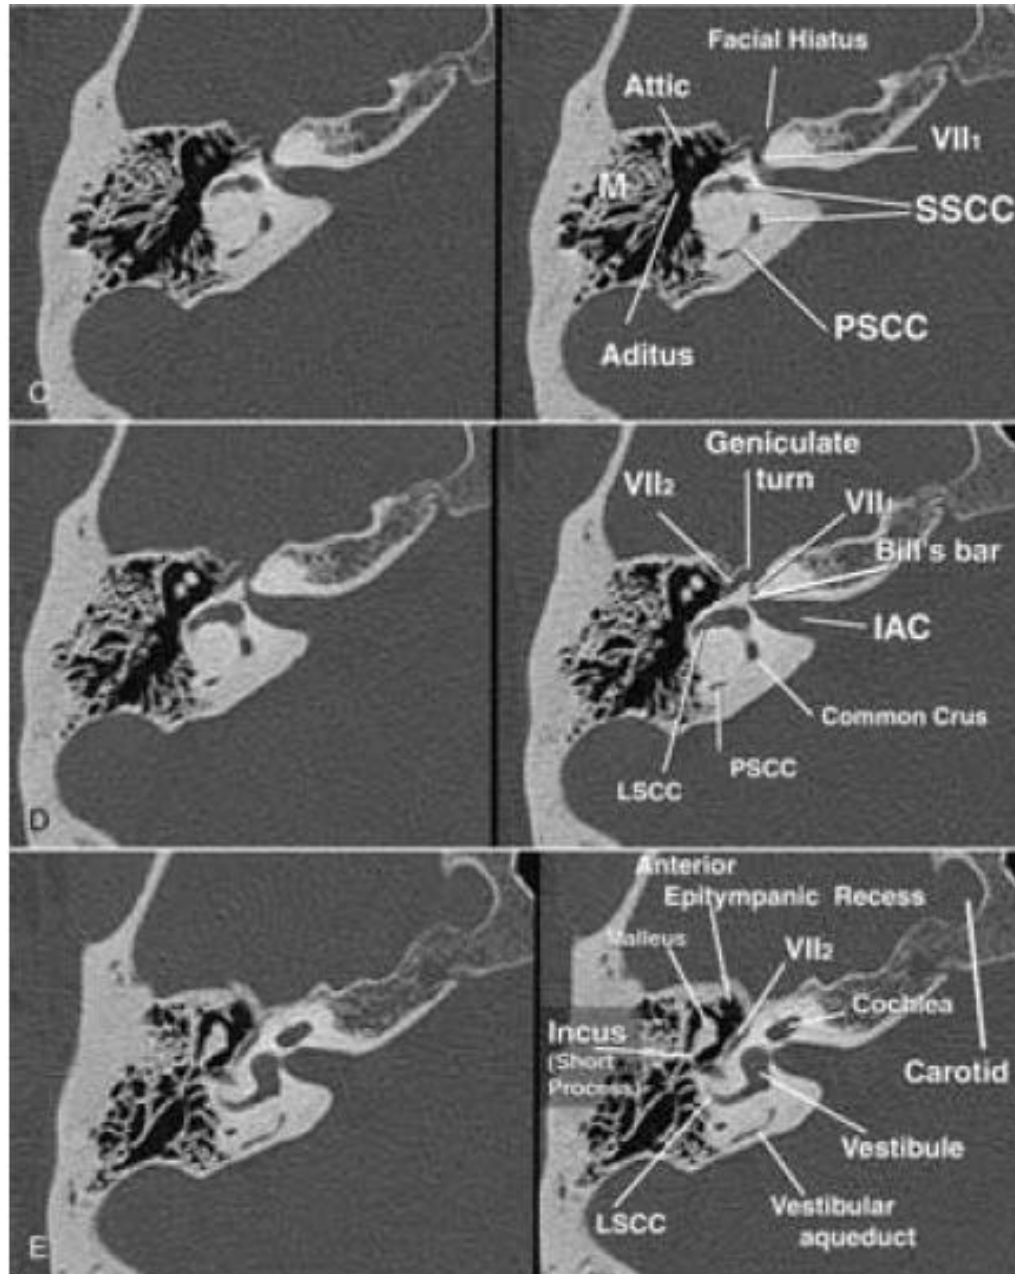 Facial Hiatus
Attic
VII1
M
SSCC
PSCC
Aditus
C
Geniculate
turn
VII2
VII1
Bill's bar
IAC
Common Crus
PSCC
LSCC
D
Anterior
Epitympanic Recess
Malleus
VII2
Cochlea
Incus
(Short
Process)
Carotid
Vestibule
LSCC
Vestibular
aqueduct
E